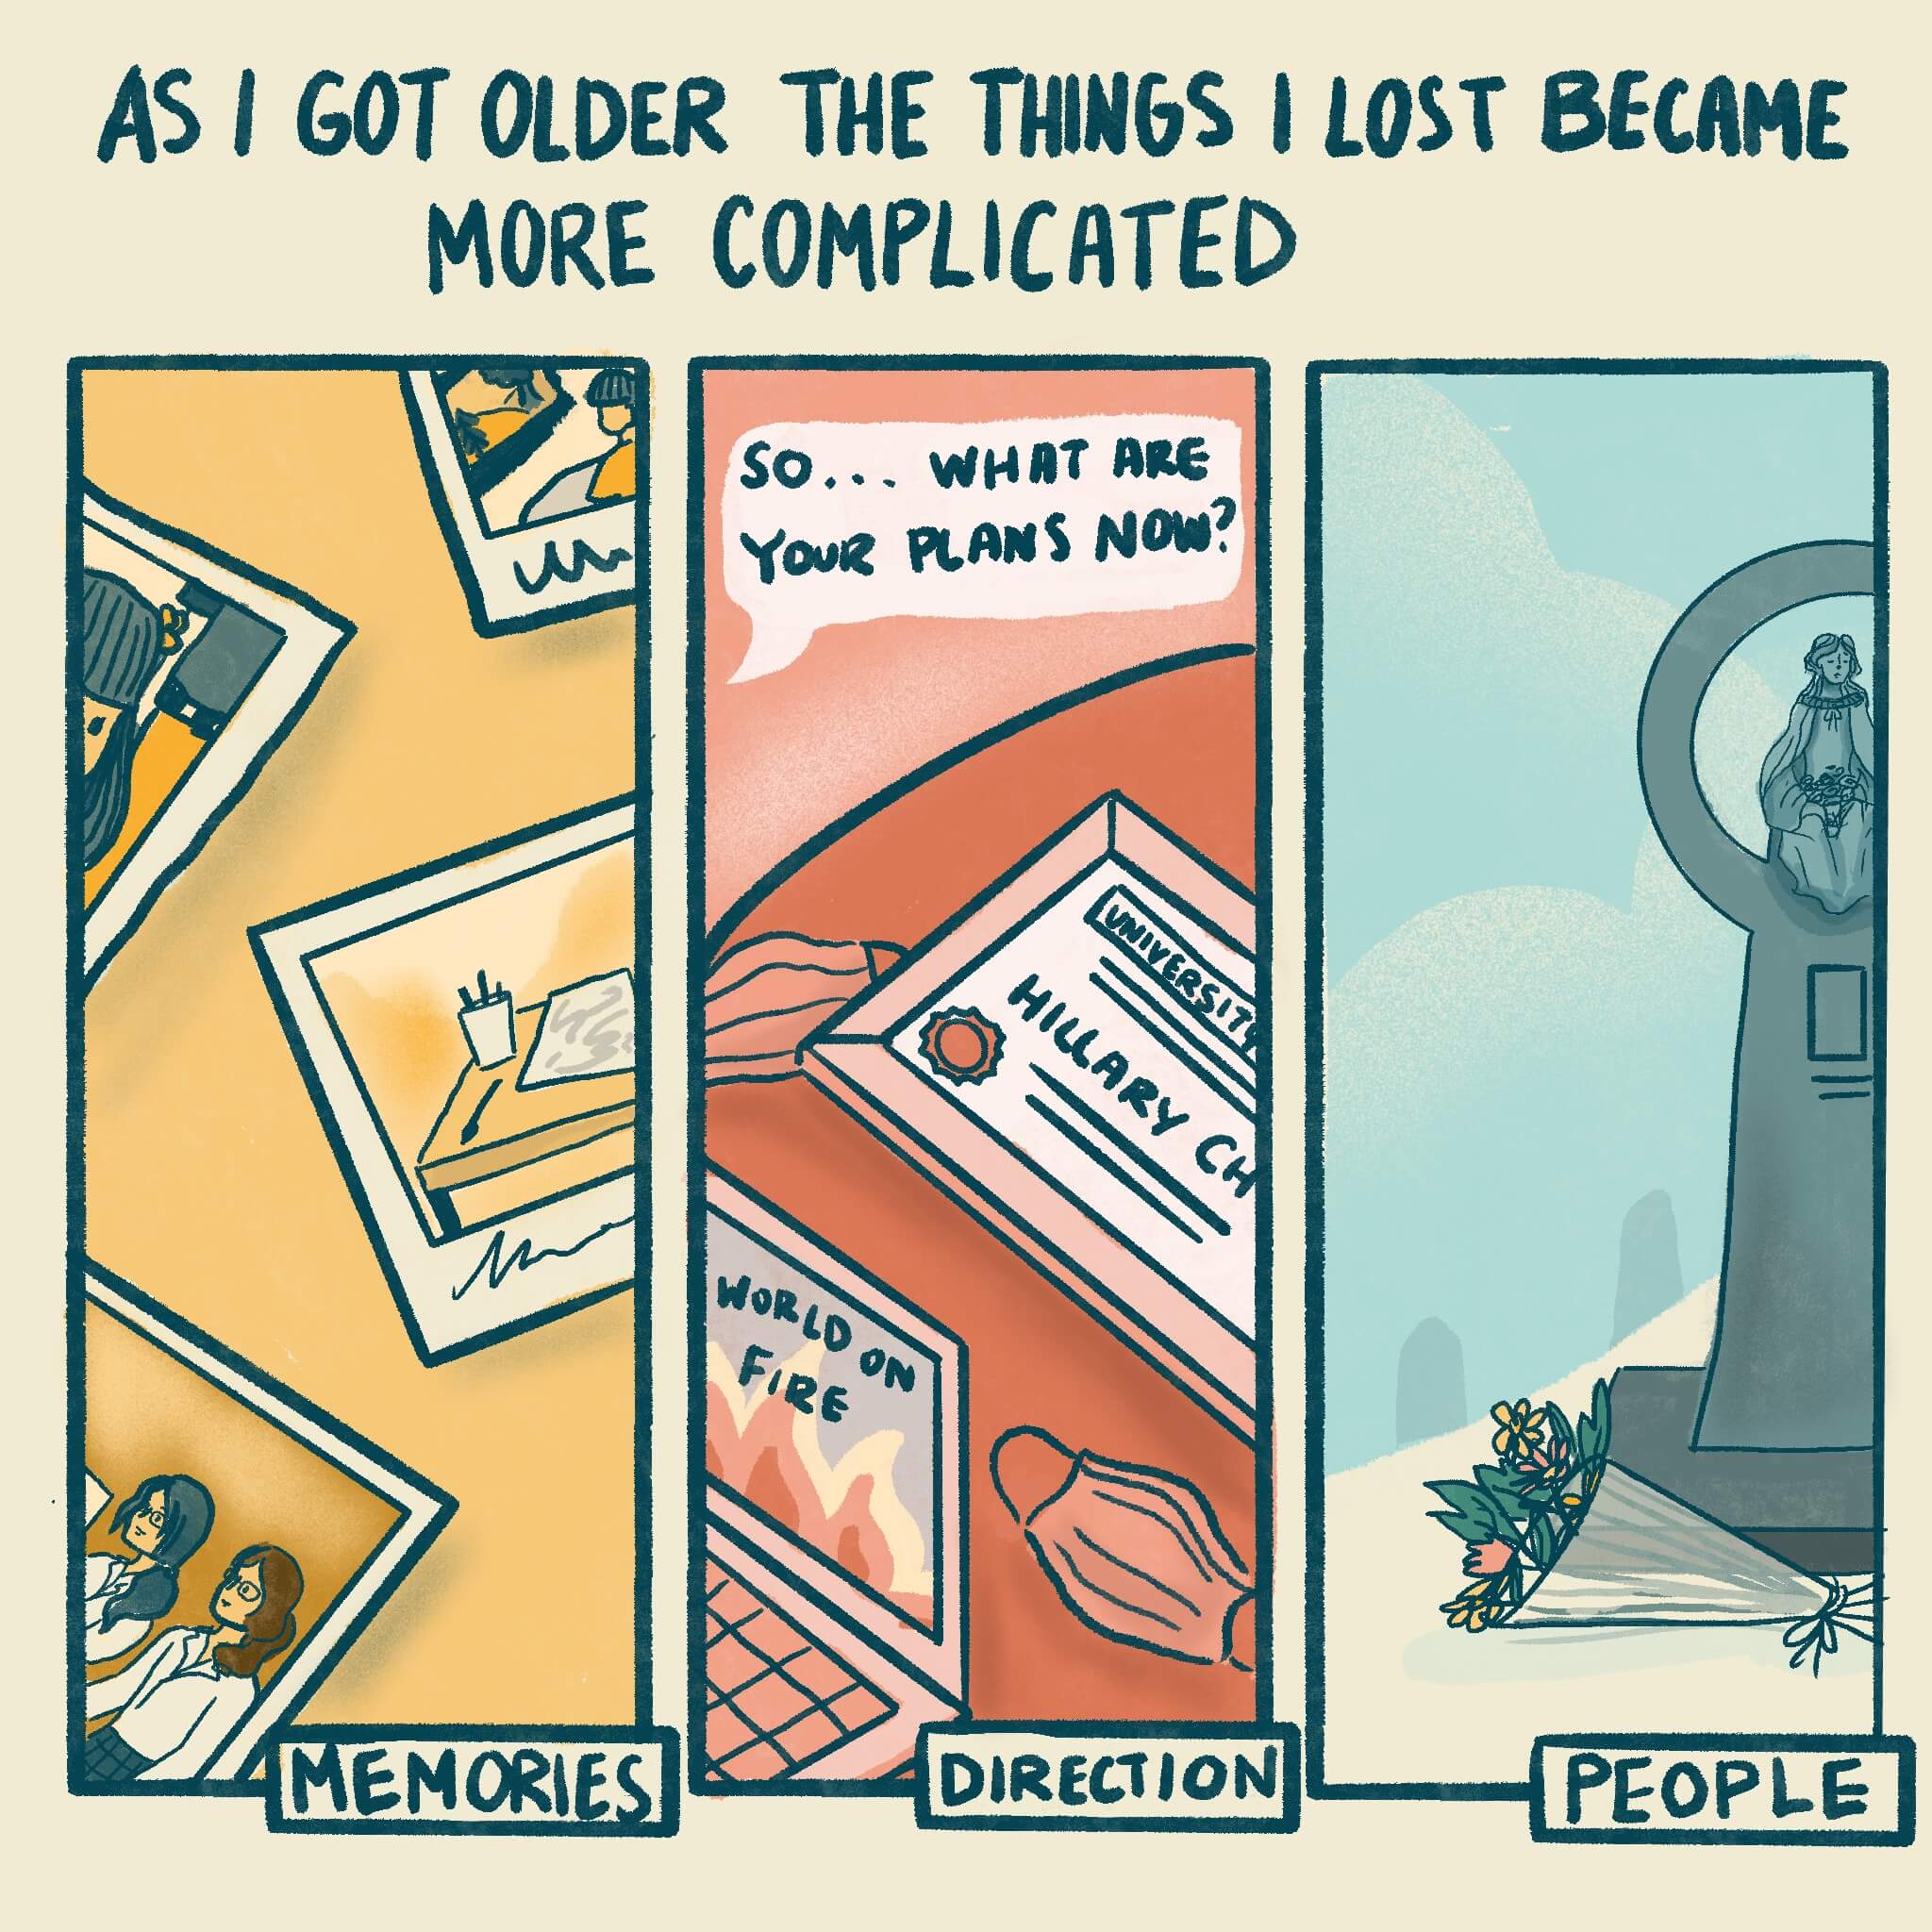 AS I GOT OLDER THE THINGS I LOST BECAME
MORE COMPLICATED
SO... WHAT ARE
YOUR PLANS NOW?
UNIVERSITY
HILLARY CH
WORLD ON
FIRE
MEMORIES
DIRECTION
PEOPLE